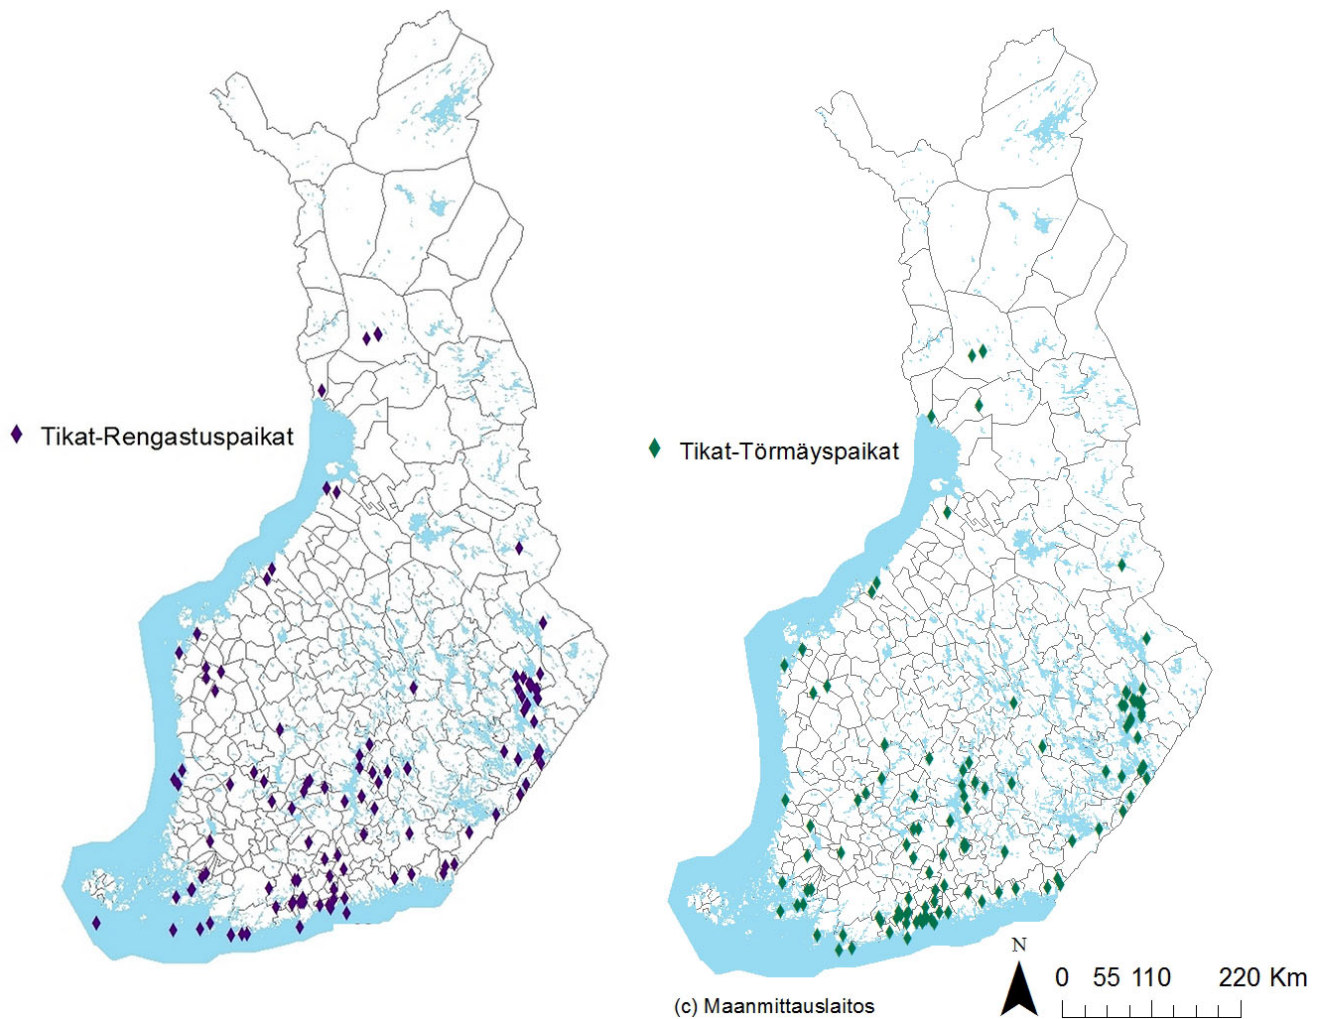 Tikat-Rengastuspaikat
Tikat-Törmäyspaikat
N
0 55 110 220 Km
(c) Maanmittauslaitos